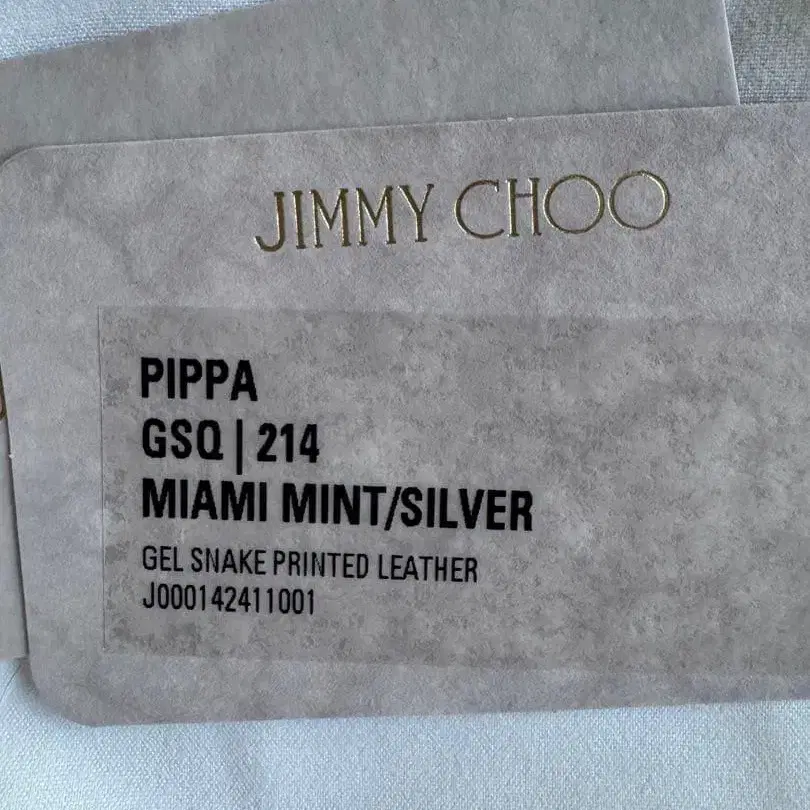 JIMMY CHOO
PIPPA
GSQ | 214
MIAMI MINT/SILVER
GEL SNAKE PRINTED LEATHER
J000142411001